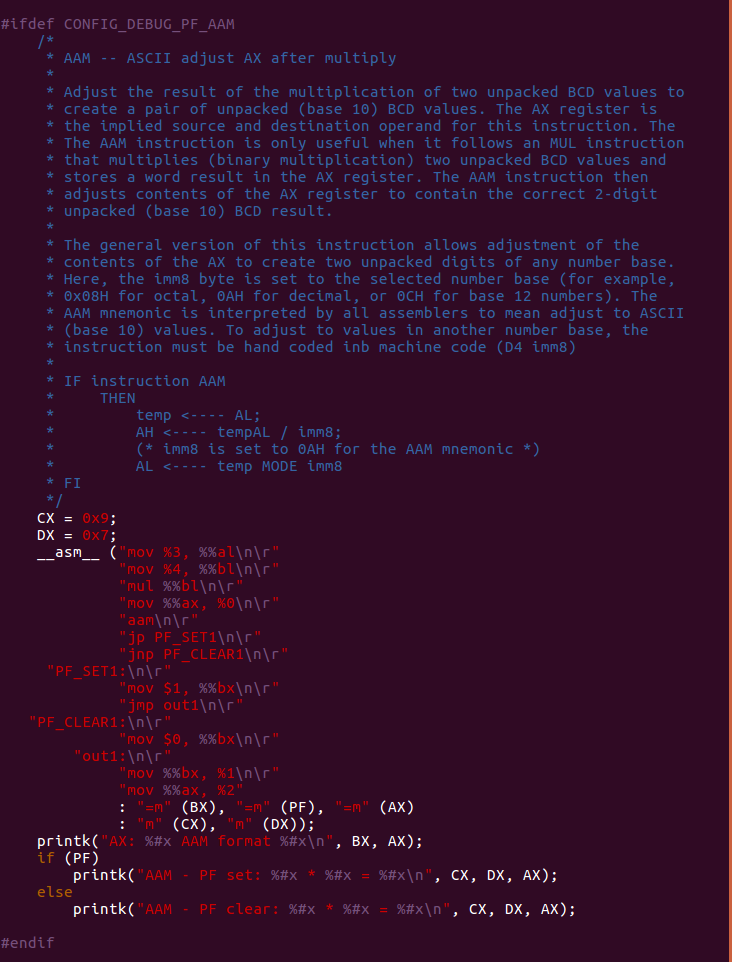 #ifdef CONFIG_DEBUG_PF_AAM
    /*
     * AAM -- ASCII adjust AX after multiply
     *
     * Adjust the result of the multiplication of two unpacked BCD values to
     * create a pair of unpacked (base 10) BCD values. The AX register is
     * the implied source and destination operand for this instruction. The
     * The AAM instruction is only useful when it follows an MUL instruction
     * that multiplies (binary multiplication) two unpacked BCD values and
     * stores a word result in the AX register. The AAM instruction then
     * adjusts contents of the AX register to contain the correct 2-digit
     * unpacked (base 10) BCD result.
     *
     * The general version of this instruction allows adjustment of the
     * contents of the AX to create two unpacked digits of any number base.
     * Here, the imm8 byte is set to the selected number base (for example,
     * 0x08H for octal, 0AH for decimal, or 0CH for base 12 numbers). The
     * AAM mnemonic is interpreted by all assemblers to mean adjust to ASCII
     * (base 10) values. To adjust to values in another number base, the
     * instruction must be hand coded inb machine code (D4 imm8)
     *
     * IF instruction AAM
     *     THEN
     *         temp <---- AL;
     *         AH <---- tempAL / imm8;
     *         (* imm8 is set to 0AH for the AAM mnemonic *)
     *         AL <---- temp MODE imm8
     * FI
     */
    CX = 0x9;
    DX = 0x7;
    __asm__ ("mov %3, %%al\n\r"
             "mov %4, %%bl\n\r"
             "mul %%bl\n\r"
             "mov %%ax, %0\n\r"
             "aam\n\r"
             "jp PF_SET1\n\r"
             "jnp PF_CLEAR1\n\r"
     "PF_SET1:\n\r"
             "mov $1, %%bx\n\r"
             "jmp out1\n\r"
   "PF_CLEAR1:\n\r"
             "mov $0, %%bx\n\r"
        "out1:\n\r"
             "mov %%bx, %1\n\r"
             "mov %%ax, %2"
             : "=m" (BX), "=m" (PF), "=m" (AX)
             : "m" (CX), "m" (DX));
    printk("AX: %#x AAM format %#x\n", BX, AX);
    if (PF)
        printk("AAM - PF set: %#x * %#x = %#x\n", CX, DX, AX);
    else
        printk("AAM - PF clear: %#x * %#x = %#x\n", CX, DX, AX);
#endif